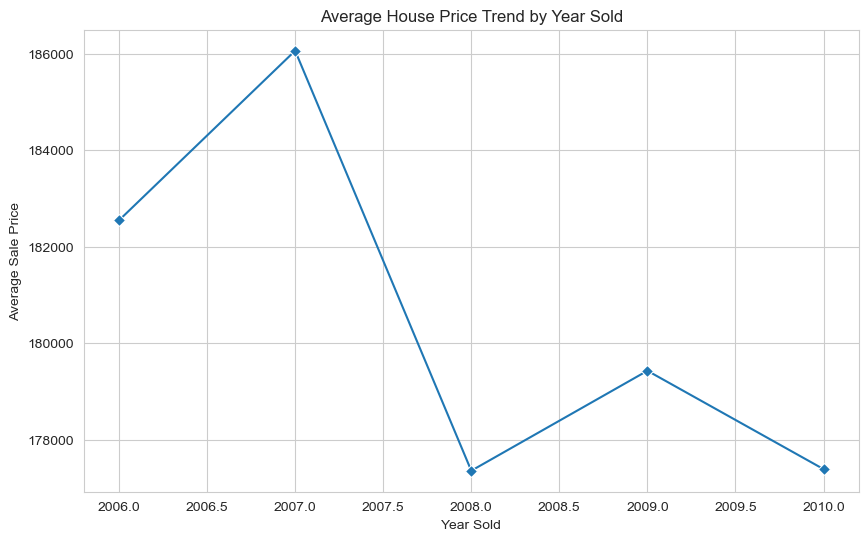 Average House Price Trend by Year Sold
Average Sale Price
186000
184000
182000
180000
178000
2006.0 2006.5 2007.0 2007.5 2008.0 2008.5 2009.0 2009.5 2010.0
Year Sold